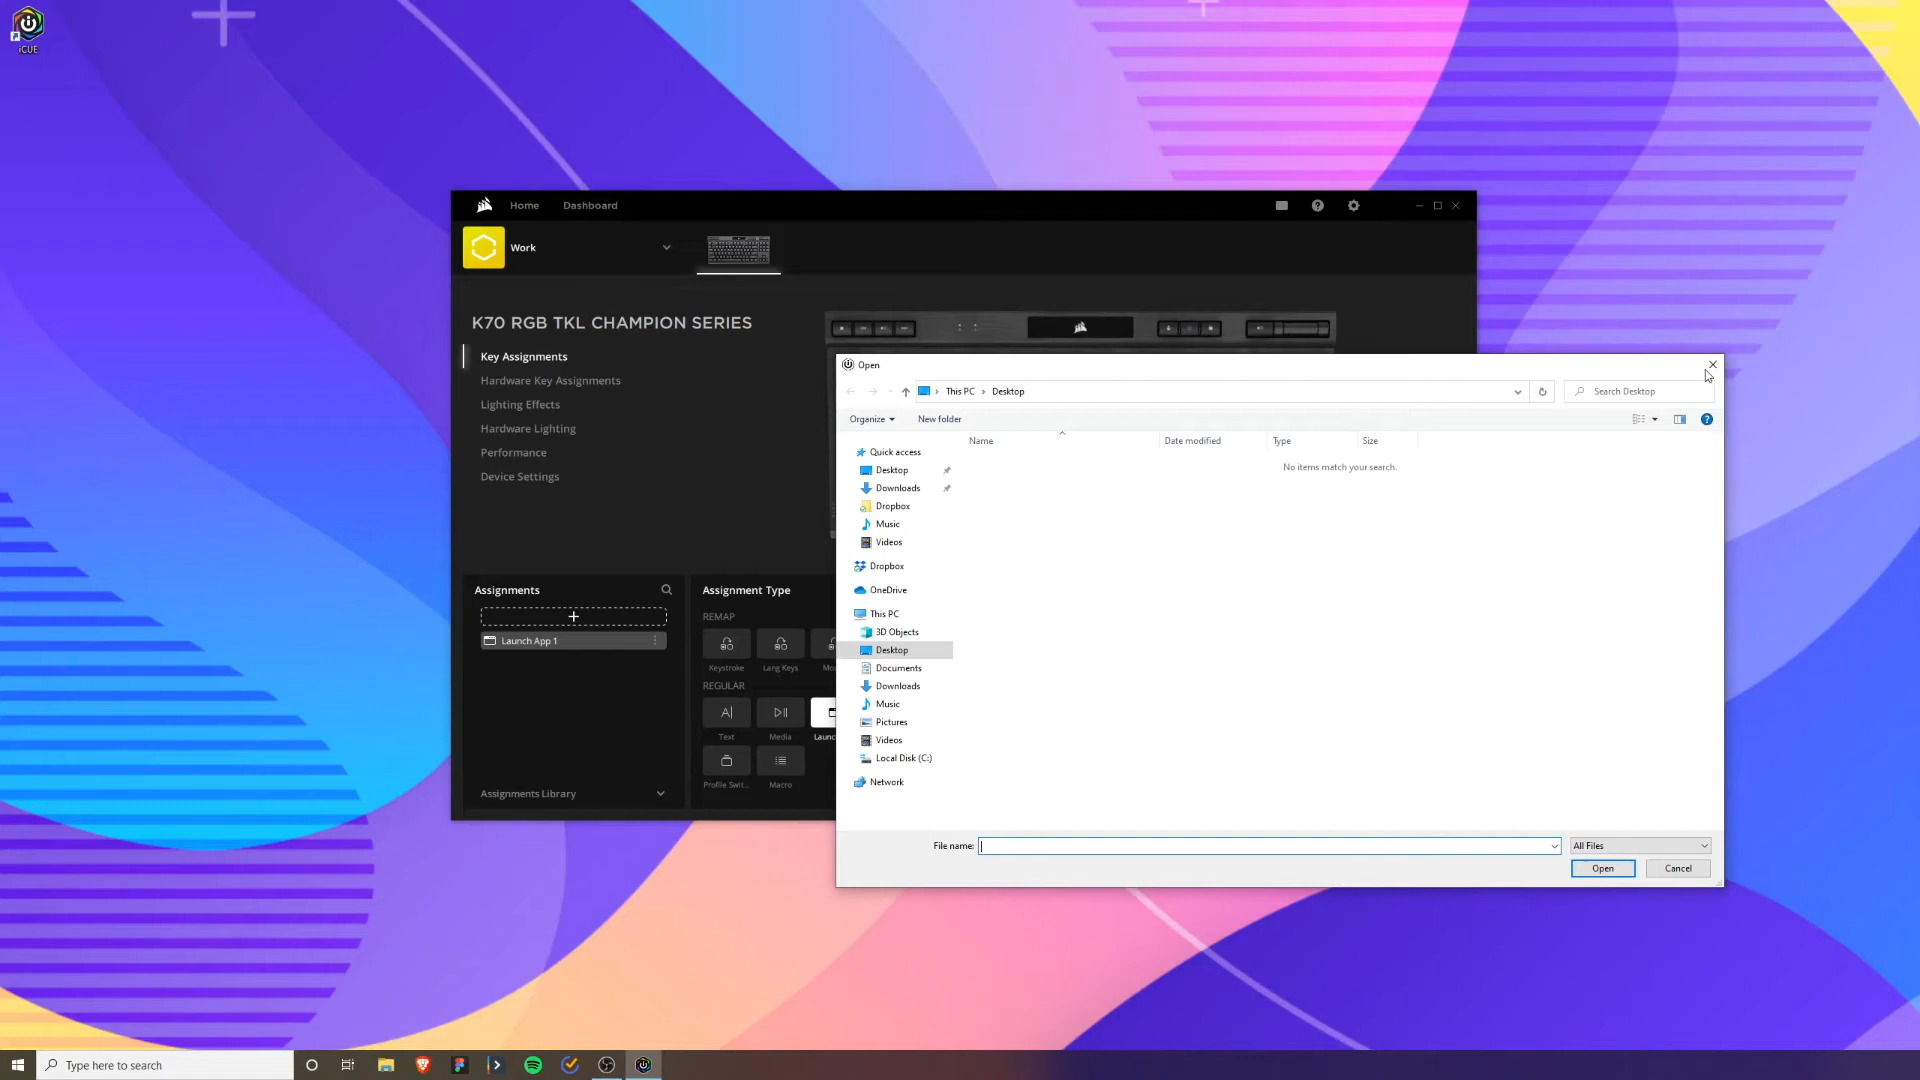 iCUE
Home
Dashboard
Work
K70 RGB TKL CHAMPION SERIES
Key Assignments
Hardware Key Assignments
Lighting Effects
Hardware Lighting
Performance
Device Settings
Assignments
Launch App 1
Assignments Library
Assignment Type
REMAP
Keystroke
Lang Keys
Mo
REGULAR
Text
Media
Launc
Profile Swit...
Macro
Open
This PC
Desktop
Search Desktop
Organize
New folder
Name
Date modified
Type
Size
No items match your search.
Quick access
Desktop
Downloads
Dropbox
Music
Videos
Dropbox
OneDrive
This PC
3D Objects
Desktop
Documents
Downloads
Music
Pictures
Videos
Local Disk (C:)
Network
File name:
All Files
Open
Cancel
Type here to search